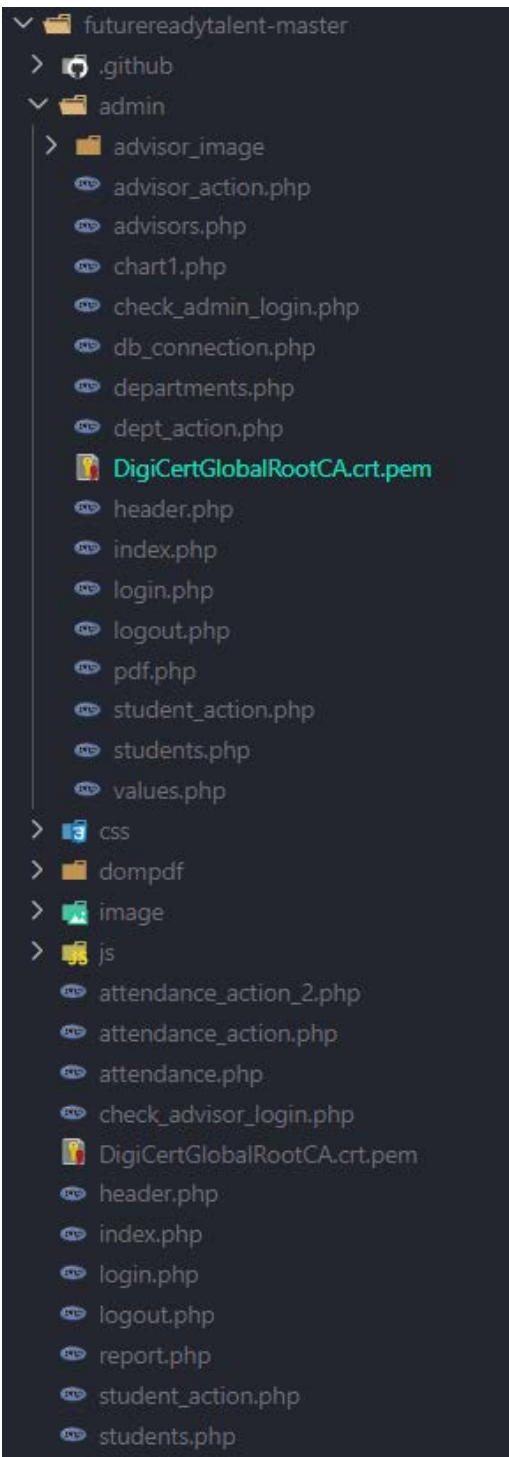 futurereadytalent-master
.github
admin
advisor_image
advisor_action.php
advisors.php
chart1.php
check_admin_login.php
db_connection.php
departments.php
dept_action.php
DigiCertGlobalRootCA.crt.pem
header.php
index.php
login.php
logout.php
pdf.php
student_action.php
students.php
values.php
css
dompdf
image
js
attendance_action_2.php
attendance_action.php
attendance.php
check_advisor_login.php
DigiCertGlobalRootCA.crt.pem
header.php
index.php
login.php
logout.php
report.php
student_action.php
students.php